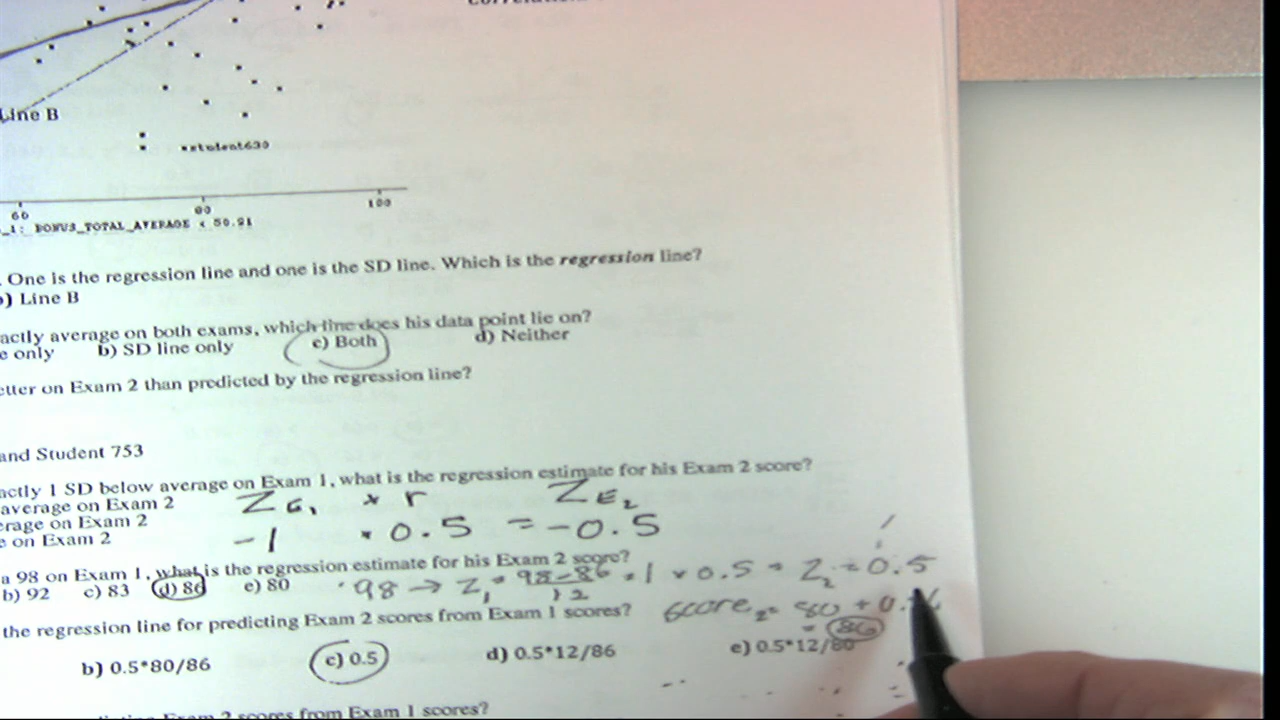 Line B
student630
60 80 100
_1: BONUS_TOTAL_AVERAGE < 50.91
. One is the regression line and one is the SD line. Which is the regression line?
b) Line B
actly average on both exams, which line does his data point lie on?
e only b) SD line only c) Both d) Neither
etter on Exam 2 than predicted by the regression line?
and Student 753
actly 1 SD below average on Exam 1, what is the regression estimate for his Exam 2 score?
average on Exam 2
erage on Exam 2
e on Exam 2
Z E1 * r Z E2
-1 * 0.5 = -0.5
a 98 on Exam 1, what is the regression estimate for his Exam 2 score?
b) 92 c) 83 d) 86 e) 80
98 → Z1 = 98-86 / 12 = 1 * 0.5 = Z2 = 0.5
the regression line for predicting Exam 2 scores from Exam 1 scores?
score2 = 80 + 0.
= 86
b) 0.5*80/86 c) 0.5 d) 0.5*12/86 e) 0.5*12/80
Exam 2 scores from Exam 1 scores?